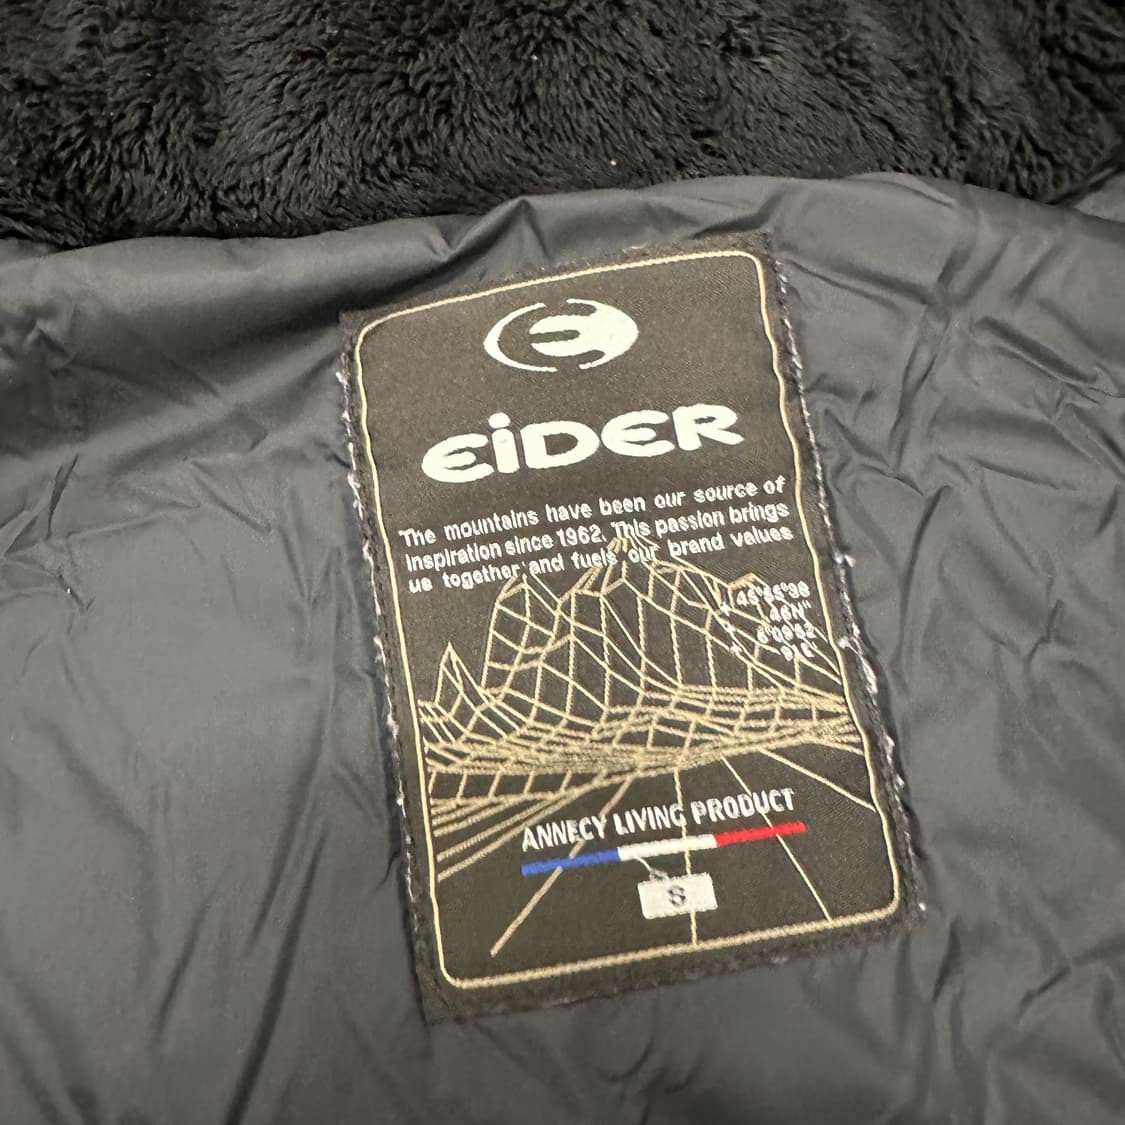 EiDER
The mountains have been our source of
inspiration since 1962. This passion brings
us together and fuels our brand values
46N"
ANNECY LIVING PRODUCT
S